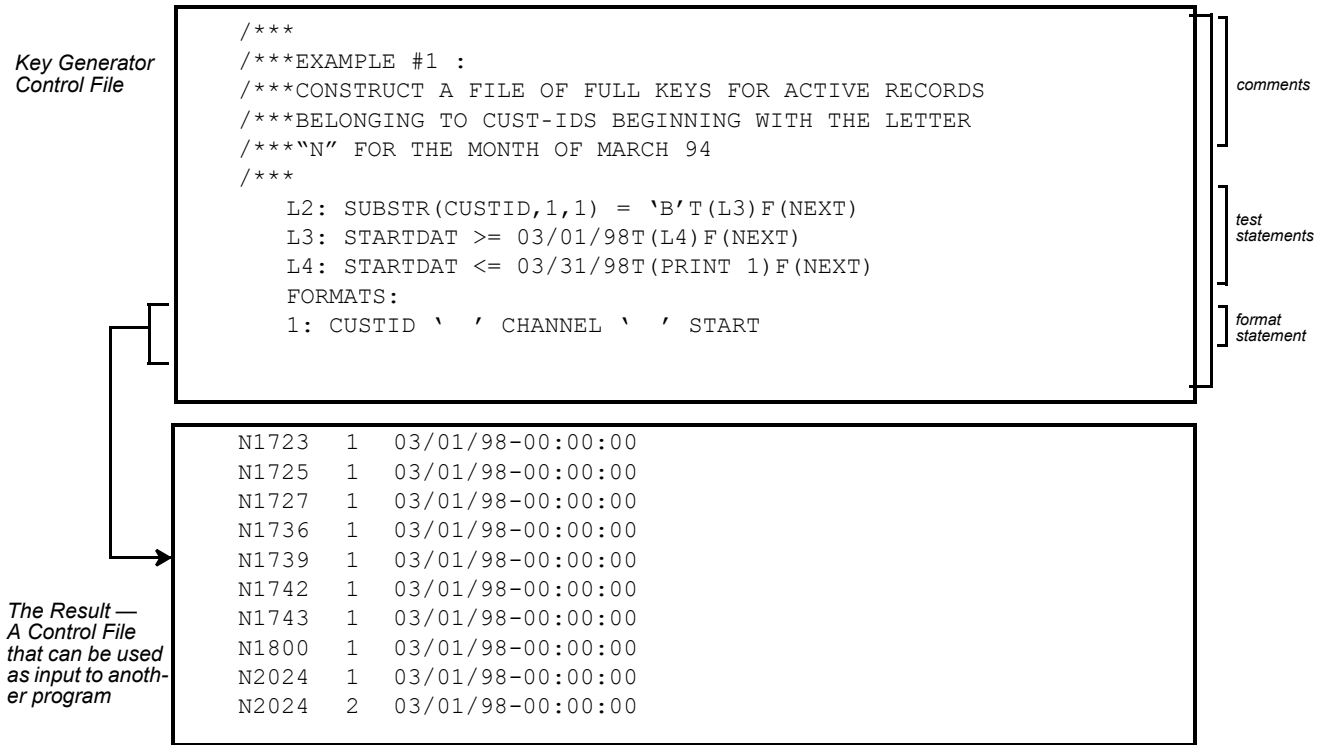 Key Generator
Control File
/***
/***EXAMPLE #1 :
/***CONSTRUCT A FILE OF FULL KEYS FOR ACTIVE RECORDS
/***BELONGING TO CUST-IDS BEGINNING WITH THE LETTER
/***“N” FOR THE MONTH OF MARCH 94
/***
L2: SUBSTR(CUSTID,1,1) = ‘B’T(L3)F(NEXT)
L3: STARTDAT >= 03/01/98T(L4)F(NEXT)
L4: STARTDAT <= 03/31/98T(PRINT 1)F(NEXT)
FORMATS:
1: CUSTID ‘ ’ CHANNEL ‘ ’ START
comments
test
statements
format
statement
N1723 1 03/01/98-00:00:00
N1725 1 03/01/98-00:00:00
N1727 1 03/01/98-00:00:00
N1736 1 03/01/98-00:00:00
N1739 1 03/01/98-00:00:00
N1742 1 03/01/98-00:00:00
N1743 1 03/01/98-00:00:00
N1800 1 03/01/98-00:00:00
N2024 1 03/01/98-00:00:00
N2024 2 03/01/98-00:00:00
The Result —
A Control File
that can be used
as input to anoth-
er program